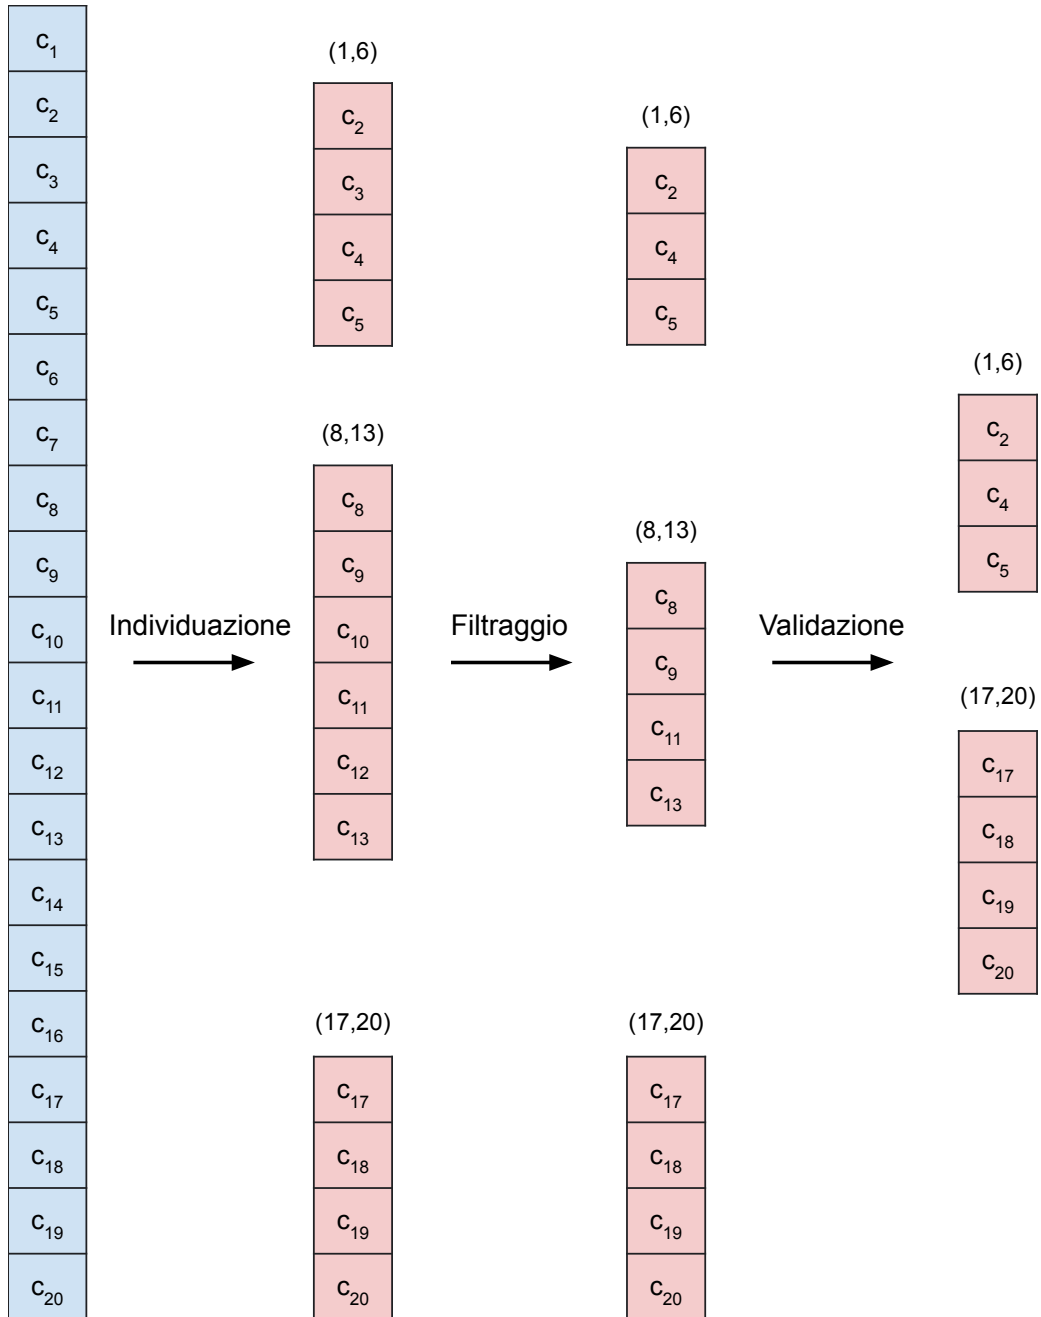 c1
c2
c3
c4
c5
c6
c7
c8
c9
c10
c11
c12
c13
c14
c15
c16
c17
c18
c19
c20
Individuazione
(1,6)
c2
c3
c4
c5
(8,13)
c8
c9
c10
c11
c12
c13
(17,20)
c17
c18
c19
c20
Filtraggio
(1,6)
c2
c4
c5
(8,13)
c8
c9
c11
c13
(17,20)
c17
c18
c19
c20
Validazione
(1,6)
c2
c4
c5
(17,20)
c17
c18
c19
c20